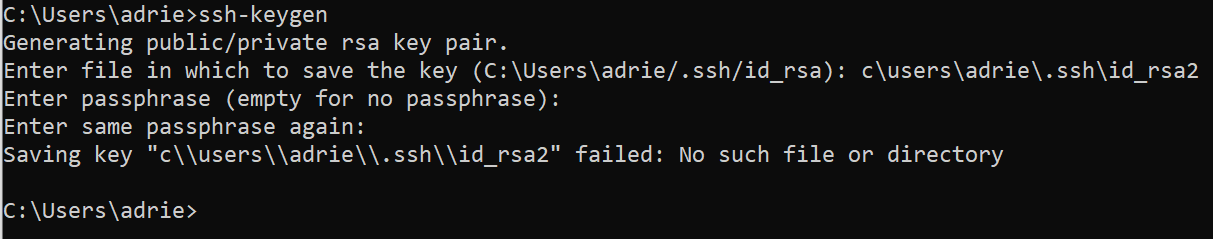 C:\Users\adrie>ssh-keygen
Generating public/private rsa key pair.
Enter file in which to save the key (C:\Users\adrie/.ssh/id_rsa): c\users\adrie\.ssh\id_rsa2
Enter passphrase (empty for no passphrase):
Enter same passphrase again:
Saving key "c\\users\\adrie\\.ssh\\id_rsa2" failed: No such file or directory
C:\Users\adrie>